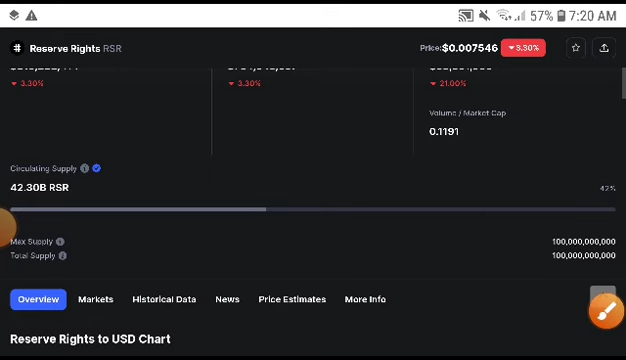 57% 7:20 AM
Reserve Rights RSR
Price: $0.007546 3.30%
3.30%
3.30%
21.00%
Volume / Market Cap
0.1191
Circulating Supply
42.30B RSR
42%
Max Supply
100,000,000,000
Total Supply
100,000,000,000
Overview Markets Historical Data News Price Estimates More Info
Reserve Rights to USD Chart